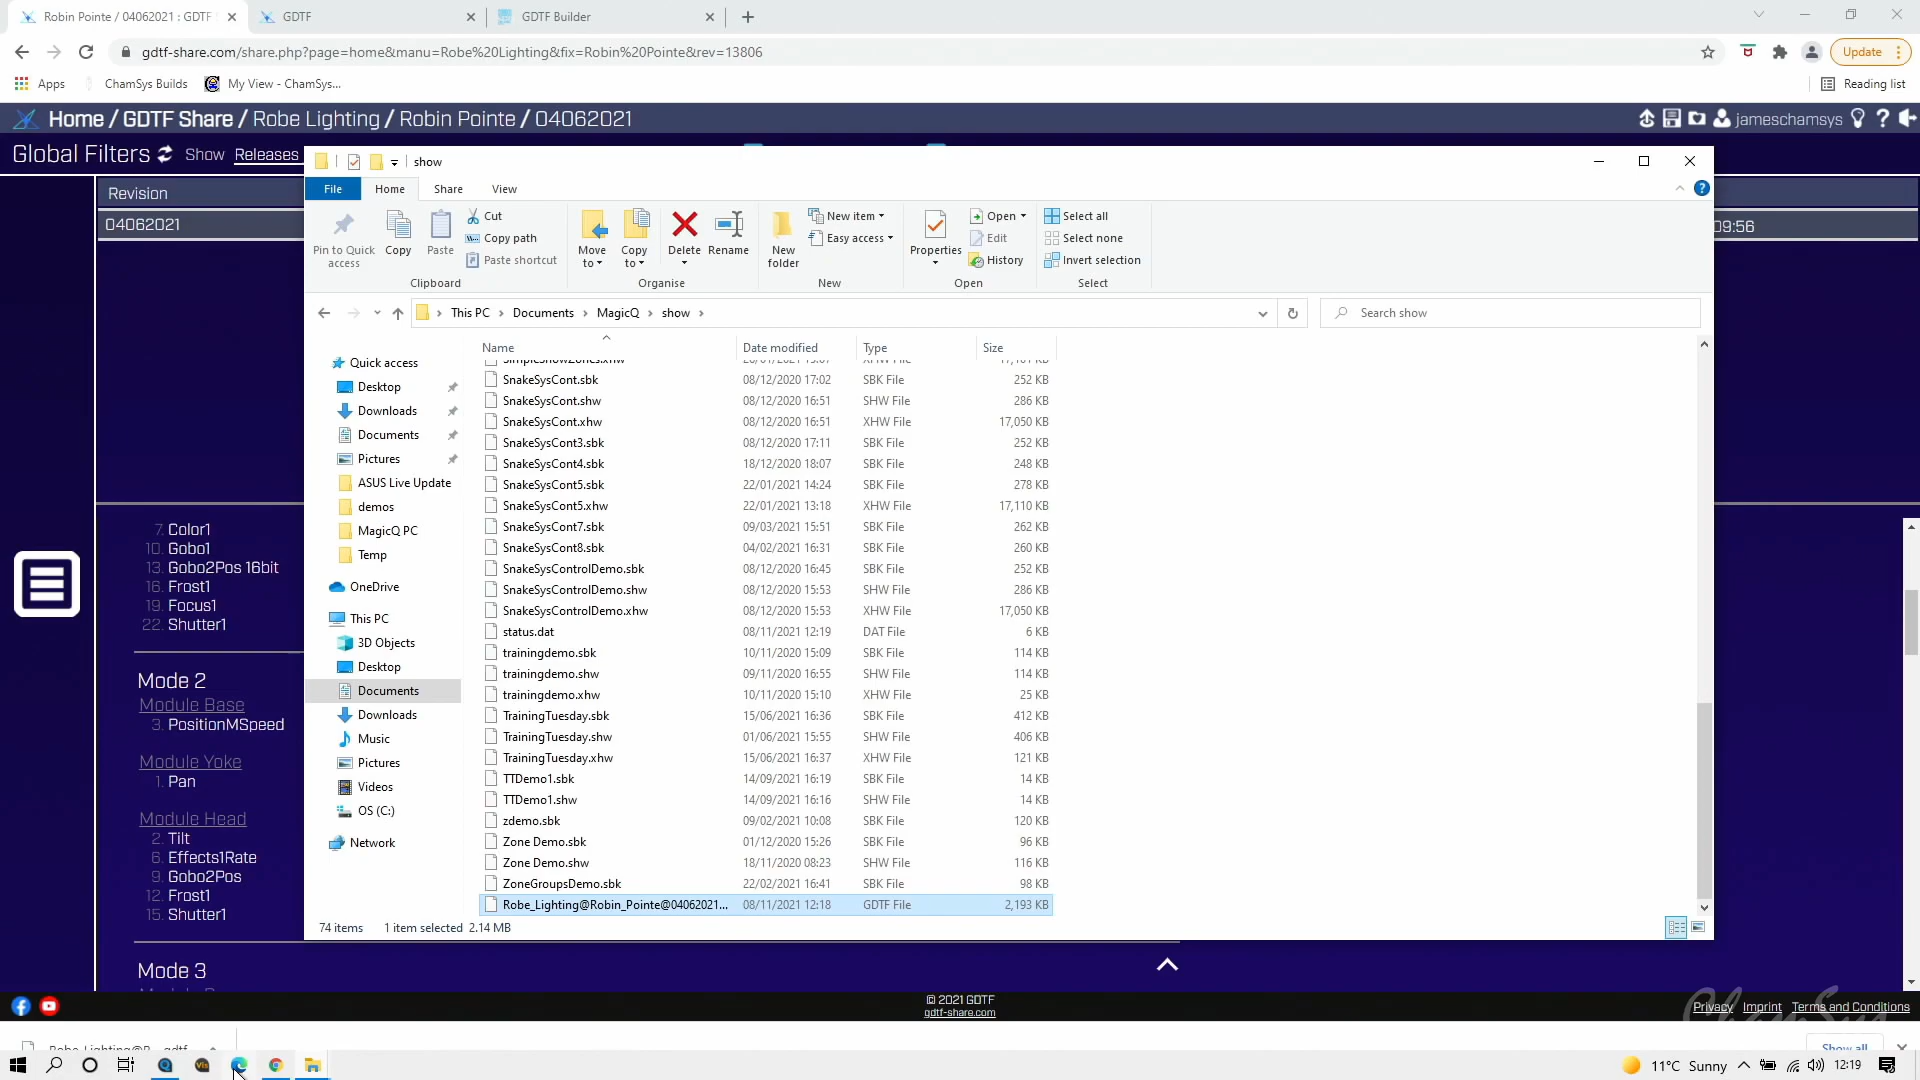 Robin Pointe / 04062021 : GDTF
GDTF
GDTF Builder
gdtf-share.com/share.php?page=home&manu=Robe%20Lighting&fix=Robin%20Pointe&rev=13806
Update
Apps
ChamSys Builds
My View - ChamSys...
Reading list
Home / GDTF Share / Robe Lighting / Robin Pointe / 04062021
jameschamsys
Global Filters
Show
Releases
show
Revision
File
Home
Share
View
04062021
09:56
Pin to Quick access
Copy
Paste
Cut
Copy path
Paste shortcut
Clipboard
Move to
Copy to
Delete
Rename
Organise
New folder
New item
Easy access
New
Properties
Open
Edit
History
Open
Select all
Select none
Invert selection
Select
This PC
Documents
MagicQ
show
Search show
Name
Date modified
Type
Size
Quick access
Desktop
Downloads
Documents
Pictures
ASUS Live Update
demos
MagicQ PC
Temp
OneDrive
This PC
3D Objects
Desktop
Documents
Downloads
Music
Pictures
Videos
OS (C:)
Network
SnakeSysCont.sbk 08/12/2020 17:02 SBK File 252 KB
SnakeSysCont.shw 08/12/2020 16:51 SHW File 286 KB
SnakeSysCont.xhw 08/12/2020 16:51 XHW File 17,050 KB
SnakeSysCont3.sbk 08/12/2020 17:11 SBK File 252 KB
SnakeSysCont4.sbk 18/12/2020 18:07 SBK File 248 KB
SnakeSysCont5.sbk 22/01/2021 14:24 SBK File 278 KB
SnakeSysCont5.xhw 22/01/2021 13:18 XHW File 17,110 KB
SnakeSysCont7.sbk 09/03/2021 15:51 SBK File 262 KB
SnakeSysCont8.sbk 04/02/2021 16:31 SBK File 260 KB
SnakeSysControlDemo.sbk 08/12/2020 16:45 SBK File 252 KB
SnakeSysControlDemo.shw 08/12/2020 15:53 SHW File 286 KB
SnakeSysControlDemo.xhw 08/12/2020 15:53 XHW File 17,050 KB
status.dat 08/11/2021 12:19 DAT File 6 KB
trainingdemo.sbk 10/11/2020 15:09 SBK File 114 KB
trainingdemo.shw 09/11/2020 16:55 SHW File 114 KB
trainingdemo.xhw 10/11/2020 15:10 XHW File 25 KB
TrainingTuesday.sbk 15/06/2021 16:36 SBK File 412 KB
TrainingTuesday.shw 01/06/2021 15:55 SHW File 406 KB
TrainingTuesday.xhw 15/06/2021 16:37 XHW File 121 KB
TTDemo1.sbk 14/09/2021 16:19 SBK File 14 KB
TTDemo1.shw 14/09/2021 16:16 SHW File 14 KB
zdemo.sbk 09/02/2021 10:08 SBK File 120 KB
Zone Demo.sbk 01/12/2020 15:26 SBK File 96 KB
Zone Demo.shw 18/11/2020 08:23 SHW File 116 KB
ZoneGroupsDemo.sbk 22/02/2021 16:41 SBK File 98 KB
Robe_Lighting@Robin_Pointe@04062021... 08/11/2021 12:18 GDTF File 2,193 KB
74 items 1 item selected 2.14 MB
7. Color1
10. Gobo1
13. Gobo2Pos 16bit
16. Frost1
19. Focus1
22. Shutter1
Mode 2
Module Base
3. PositionMSpeed
Module Yoke
1. Pan
Module Head
2. Tilt
6. Effects1Rate
9. Gobo2Pos
12. Frost1
15. Shutter1
Mode 3
© 2021 GDTF
gdtf-share.com
ChamSys
Privacy
Imprint
Terms and Conditions
Show all
Vis
11°C Sunny
12:19